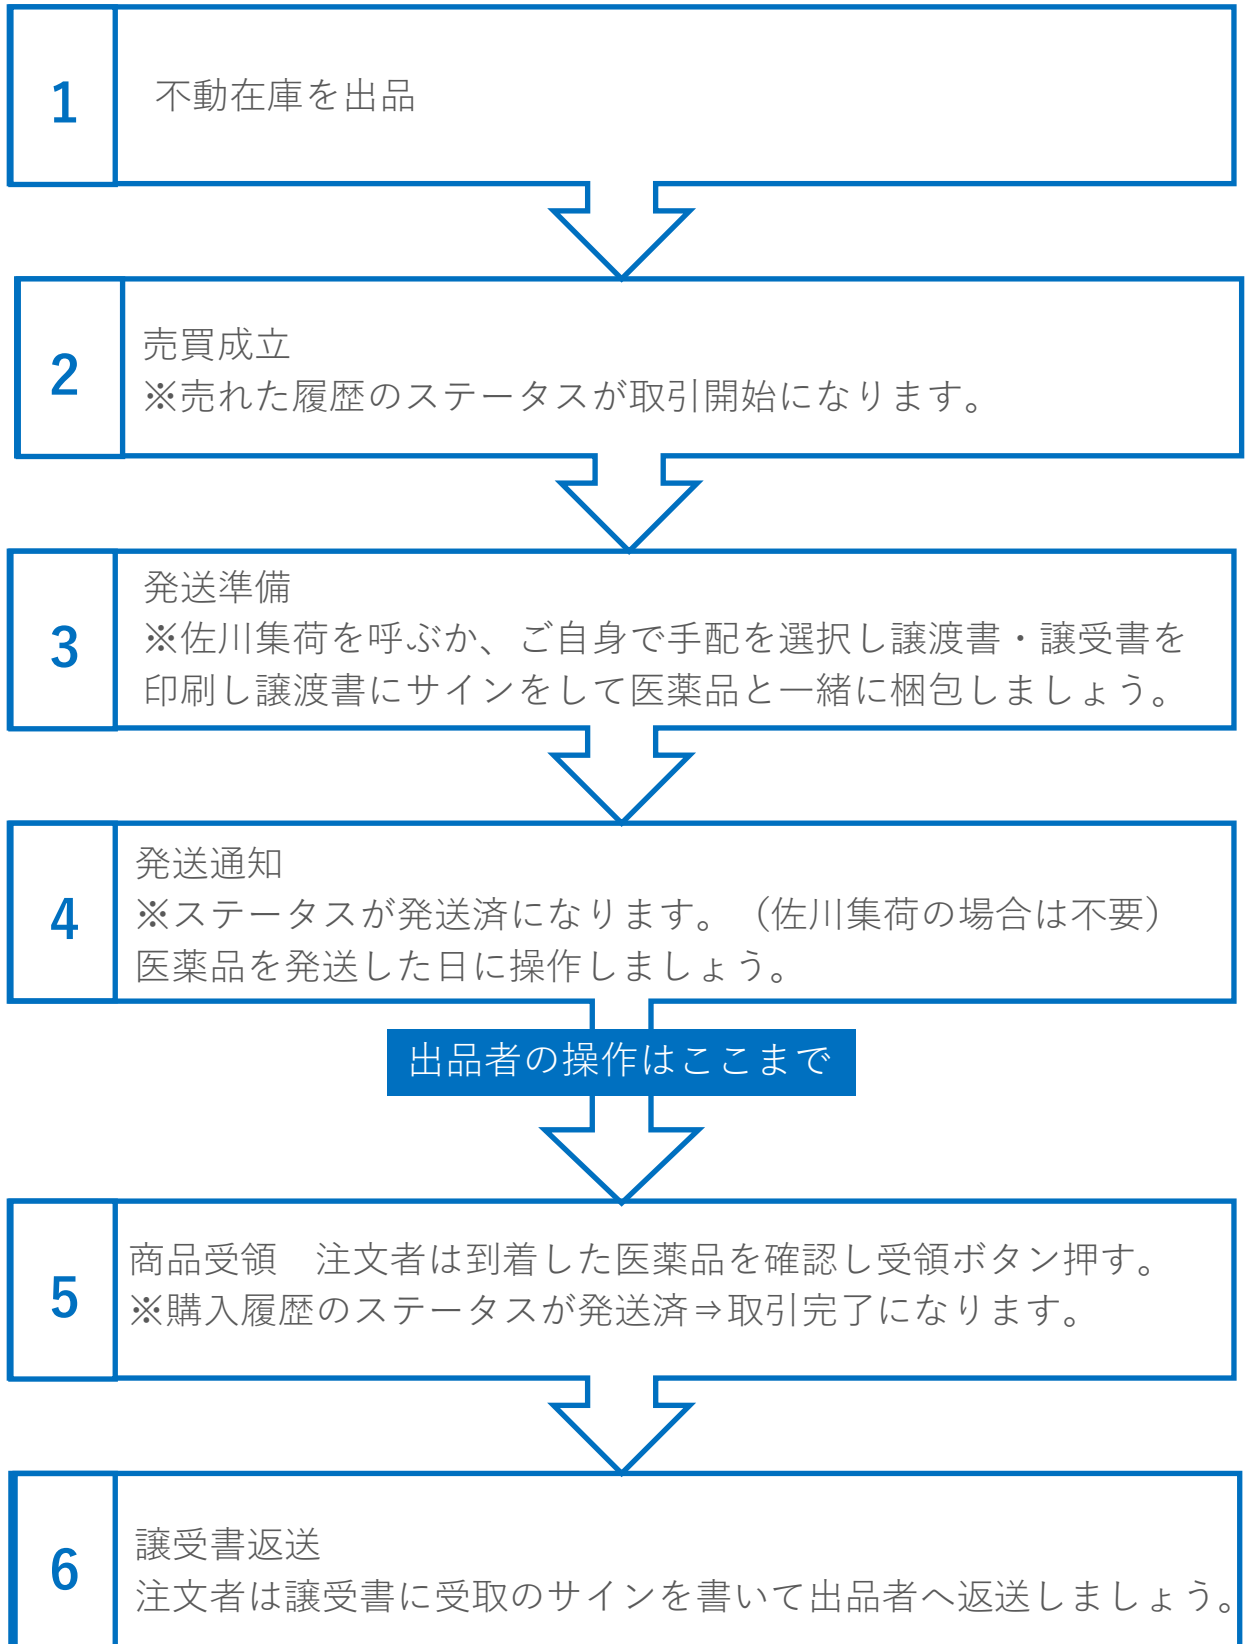 1
不動在庫を出品
2
売買成立
※売れた履歴のステータスが取引開始になります。
3
発送準備
※佐川集荷を呼ぶか、ご自身で手配を選択し譲渡書・譲受書を
印刷し譲渡書にサインをして医薬品と一緒に梱包しましょう。
4
発送通知
※ステータスが発送済になります。（佐川集荷の場合は不要）
医薬品を発送した日に操作しましょう。
出品者の操作はここまで
5
商品受領　注文者は到着した医薬品を確認し受領ボタン押す。
※購入履歴のステータスが発送済⇒取引完了になります。
6
譲受書返送
注文者は譲受書に受取のサインを書いて出品者へ返送しましょう。